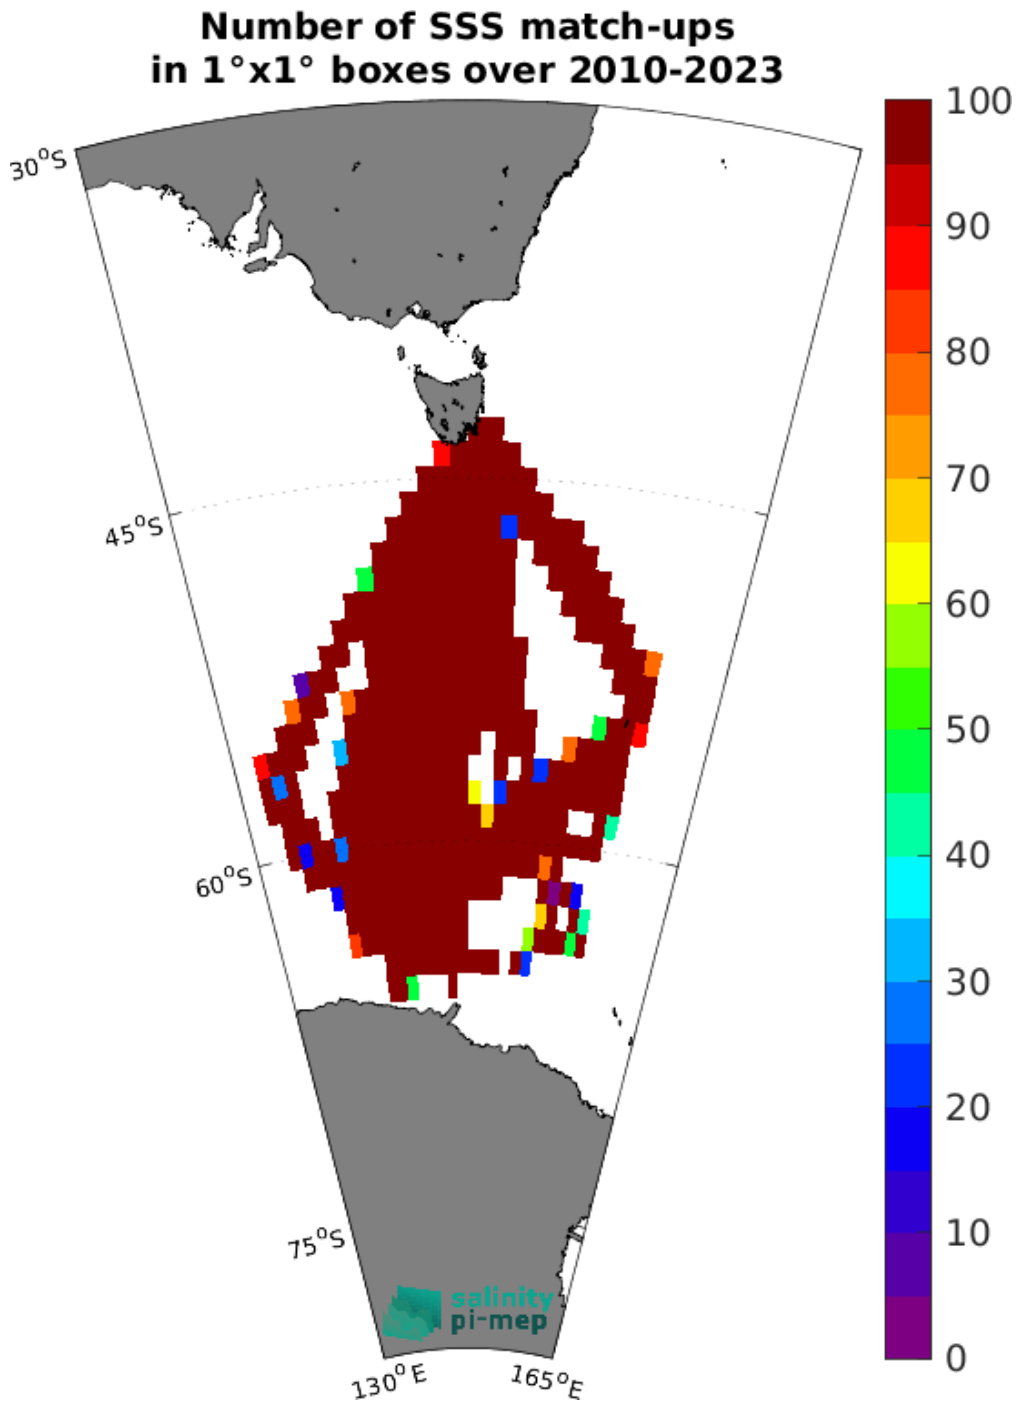 Number of SSS match-ups
in 1°x1° boxes over 2010-2023
30°S
45°S
60°S
75°S
130°E
165°E
100
90
80
70
60
50
40
30
20
10
0
salinity
pi-mep